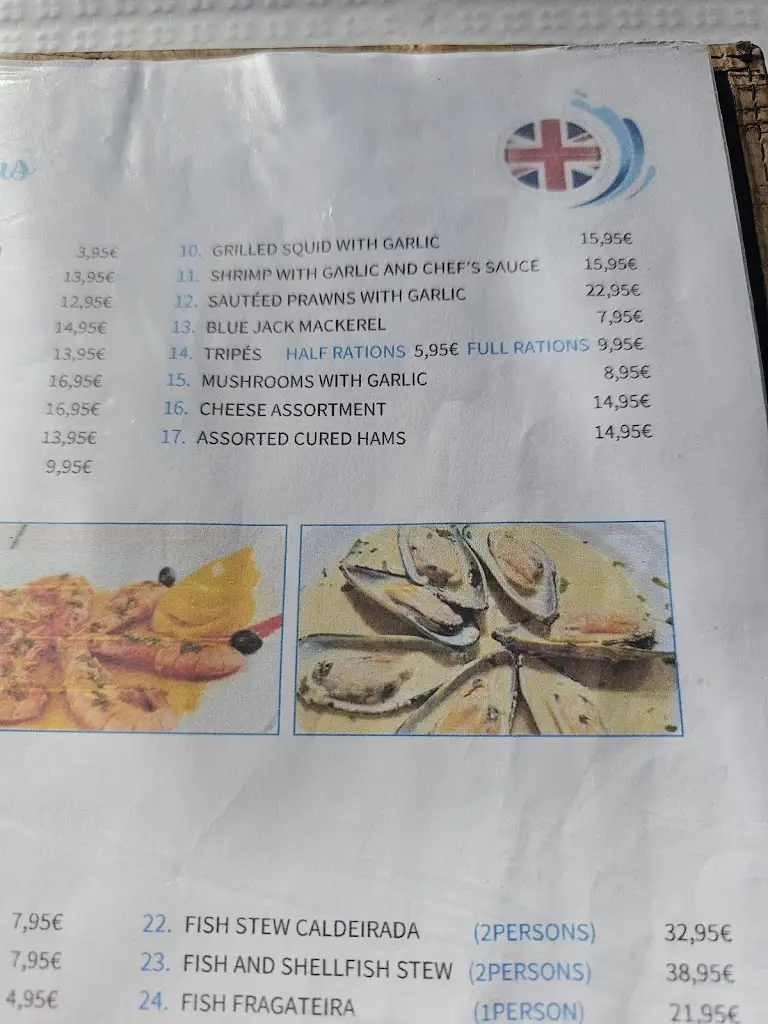 3,95€
13,95€
12,95€
14,95€
13,95€
16,95€
16,95€
13,95€
9,95€
10. GRILLED SQUID WITH GARLIC 15,95€
11. SHRIMP WITH GARLIC AND CHEF'S SAUCE 15,95€
12. SAUTÉED PRAWNS WITH GARLIC 22,95€
13. BLUE JACK MACKEREL 7,95€
14. TRIPÉS HALF RATIONS 5,95€ FULL RATIONS 9,95€
15. MUSHROOMS WITH GARLIC 8,95€
16. CHEESE ASSORTMENT 14,95€
17. ASSORTED CURED HAMS 14,95€
7,95€
7,95€
4,95€
22. FISH STEW CALDEIRADA (2PERSONS) 32,95€
23. FISH AND SHELLFISH STEW (2PERSONS) 38,95€
24. FISH FRAGATEIRA (1PERSON) 21,95€